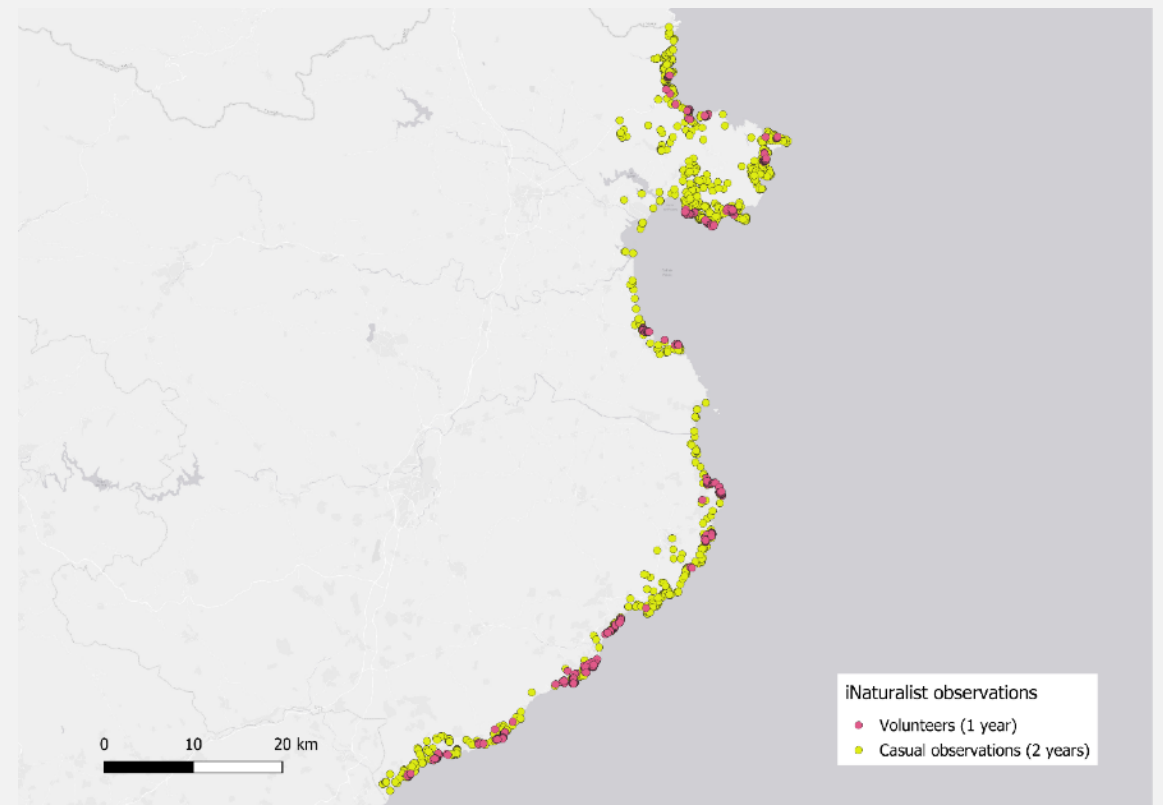 iNaturalist observations
Volunteers (1 year)
Casual observations (2 years)
0 10 20 km